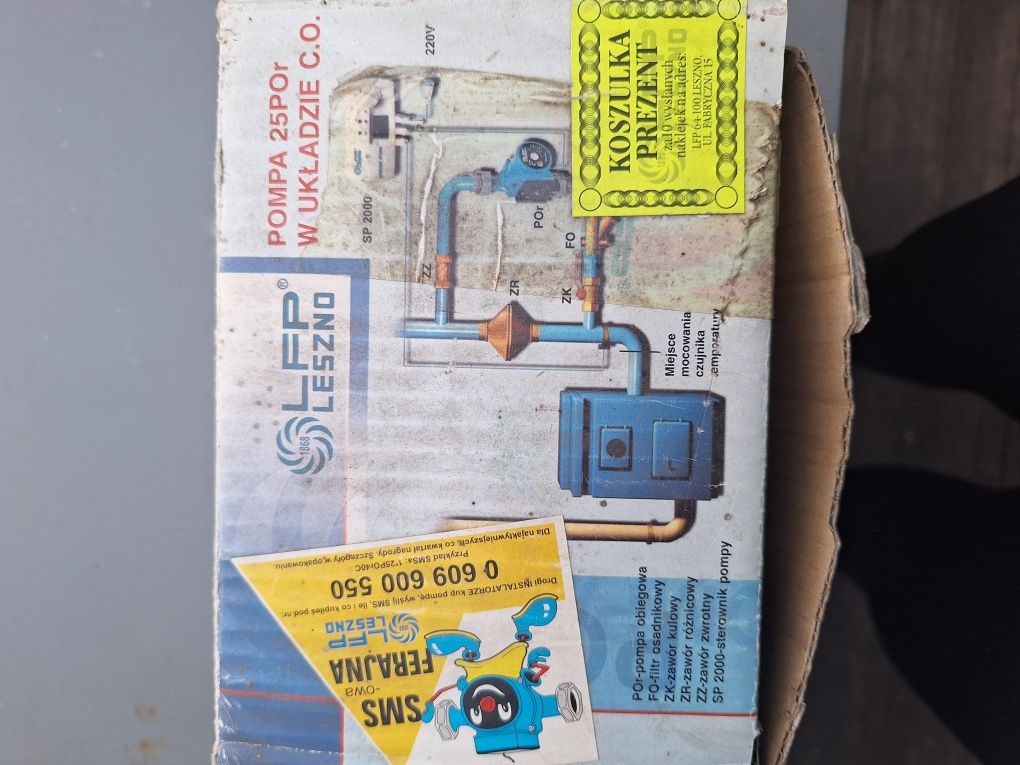 POMPA 25POr
W UKŁADZIE C.O.
1868
LFP®
LESZNO
220V
SP 2000
ZZ
POr
FO
ZR
ZK
Miejsce
mocowania
czujnika
temperatury
KOSZULKA
PREZENT
za10 wysłanych
naklejek na adres:
LFP 64-100 LESZNO,
UL. FABRYCZNA 15
POr-pompa obiegowa
FO-filtr osadnikowy
ZK-zawór kulowy
ZR-zawór różnicowy
ZZ-zawór zwrotny
SP 2000-sterownik pompy
SMS
-owa
FERAJNA
LFP®
LESZNO
Drogi INSTALATORZE kup pompę, wyślij SMS, ile i co kupiłeś pod nr:
0-609 600 550
Przykład SMSa: 1*25POr40C
Dla najaktywniejszych, co kwartał nagrody. Szczegóły w opakowaniu.